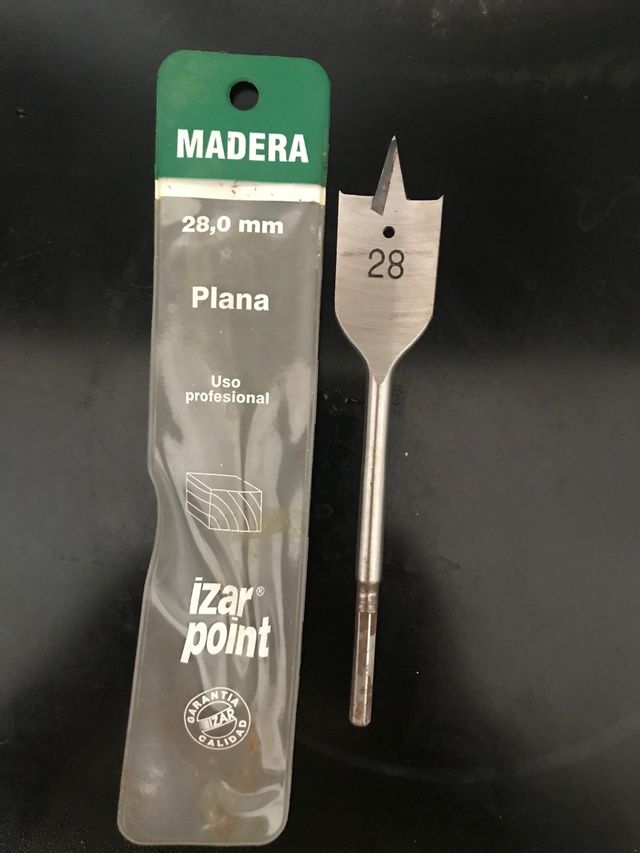 MADERA
28,0 mm
Plana
Uso
profesional
izar®
point
GARANTIA
IZAR
CALIDAD
28